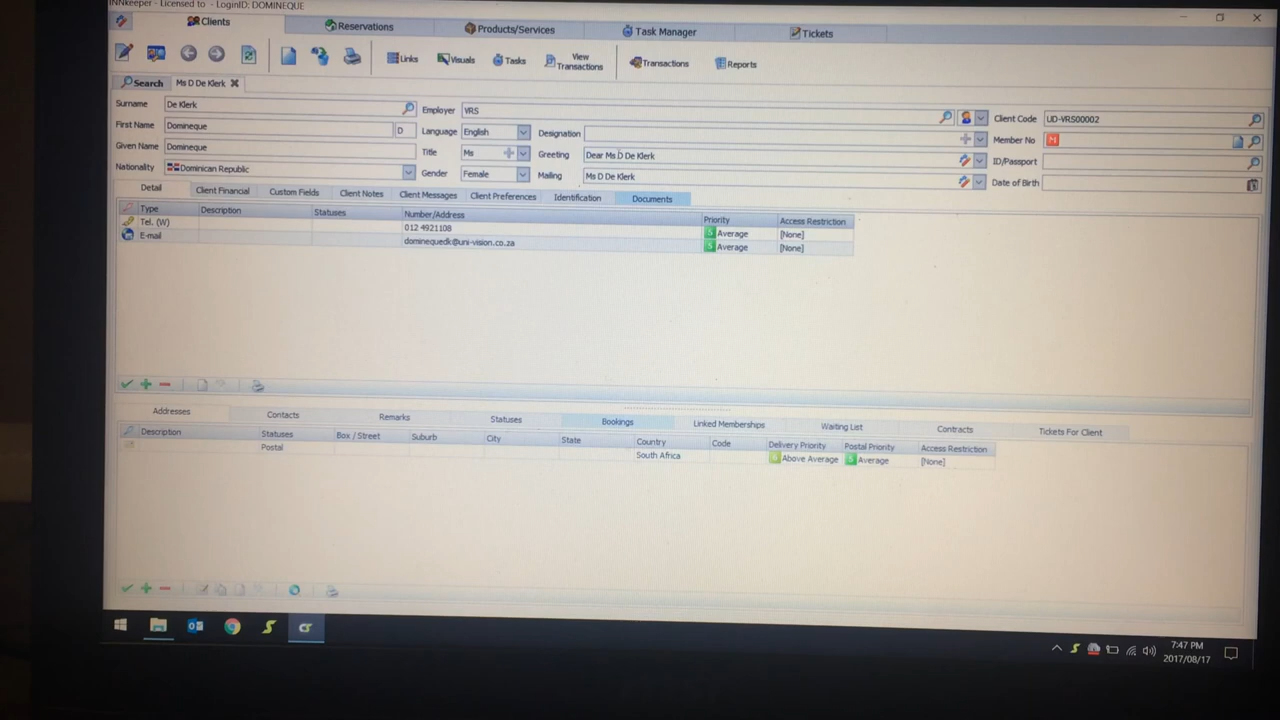 INNkeeper - Licensed to - LoginID: DOMINEQUE
Clients Reservations Products/Services Task Manager Tickets
Links Visuals Tasks View Transactions Transactions Reports
Search Ms D De Klerk
Surname De Klerk Employer VRS Client Code UD-VRS00002
First Name Domineque D Language English Designation Member No
Given Name Domineque Title Ms Greeting Dear Ms D De Klerk ID/Passport
Nationality Dominican Republic Gender Female Mailing Ms D De Klerk Date of Birth
Detail Client Financial Custom Fields Client Notes Client Messages Client Preferences Identification Documents
Type Description Statuses Number/Address Priority Access Restriction
Tel. (W) 012 4921108 5 Average [None]
E-mail dominequedk@uni-vision.co.za 5 Average [None]
Addresses Contacts Remarks Statuses Bookings Linked Memberships Waiting List Contracts Tickets For Client
Description Statuses Box / Street Suburb City State Country Code Delivery Priority Postal Priority Access Restriction
Postal South Africa 6 Above Average 5 Average [None]
7:47 PM
2017/08/17